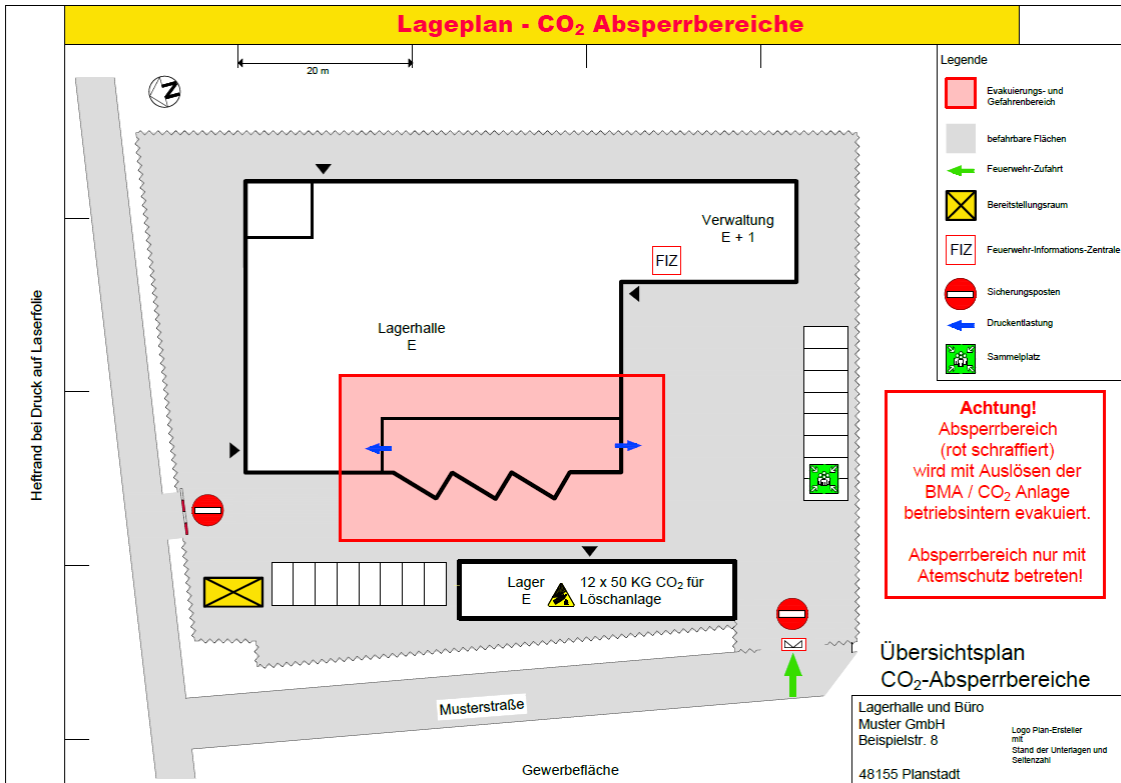 Lageplan - CO₂ Absperrbereiche
20 m
N
Heftrand bei Druck auf Laserfolie
Verwaltung
E + 1
FIZ
Lagerhalle
E
Lager
E
12 x 50 KG CO₂ für
Löschanlage
Musterstraße
Gewerbefläche
Legende
Evakuierungs- und
Gefahrenbereich
befahrbare Flächen
Feuerwehr-Zufahrt
Bereitstellungsraum
FIZ
Feuerwehr-Informations-Zentrale
Sicherungsposten
Druckentlastung
Sammelplatz
Achtung!
Absperrbereich
(rot schraffiert)
wird mit Auslösen der
BMA / CO₂ Anlage
betriebsintern evakuiert.
Absperrbereich nur mit
Atemschutz betreten!
Übersichtsplan
CO₂-Absperrbereiche
Lagerhalle und Büro
Muster GmbH
Beispielstr. 8
48155 Planstadt
Logo Plan-Ersteller
mit
Stand der Unterlagen und
Seitenzahl